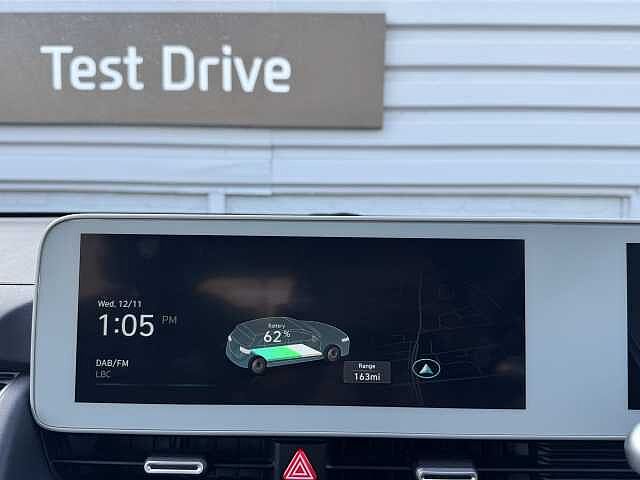 Test Drive
Wed, 12/11
1:05 PM
DAB/FM
LBC
Battery
62%
Range
163mi